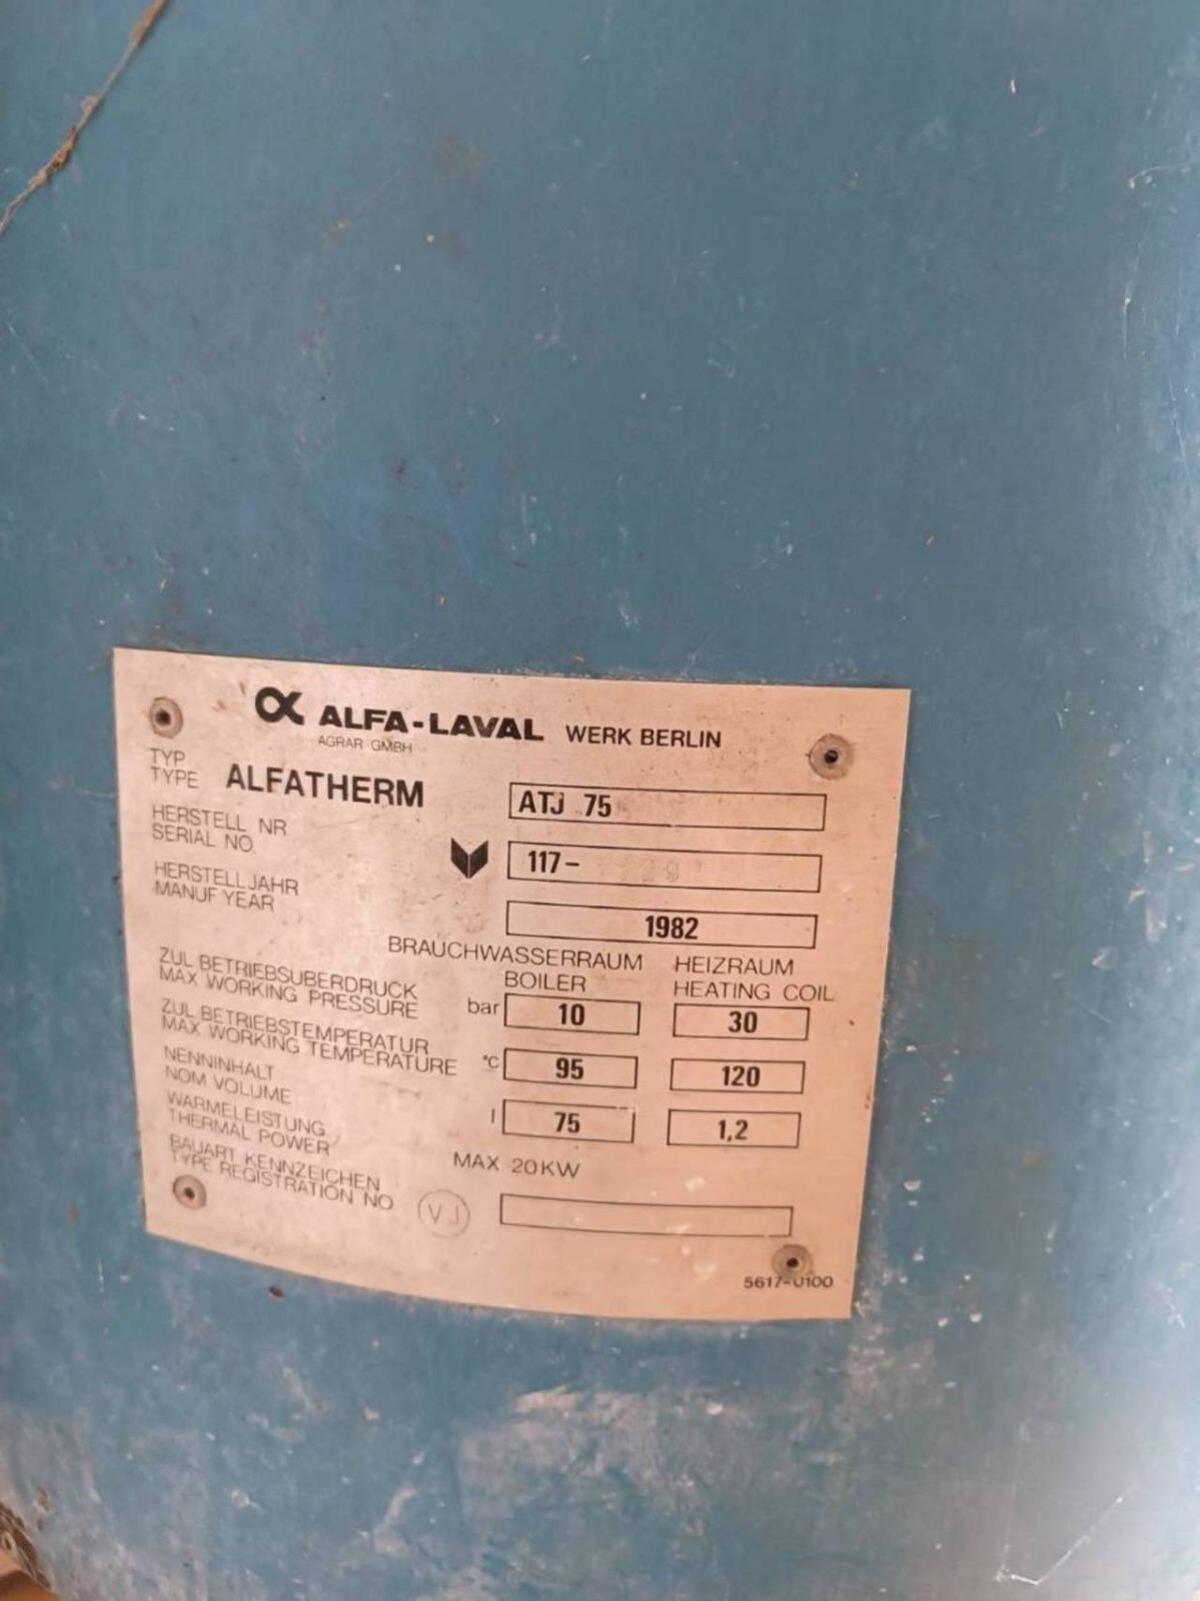 α ALFA-LAVAL WERK BERLIN
AGRAR GMBH
TYP
TYPE ALFATHERM ATJ 75
HERSTELL NR
SERIAL NO 117-
HERSTELLJAHR
MANUF YEAR 1982
BRAUCHWASSERRAUM HEIZRAUM
BOILER HEATING COIL
ZUL BETRIEBSUBERDRUCK
MAX WORKING PRESSURE bar 10 30
ZUL BETRIEBSTEMPERATUR
MAX WORKING TEMPERATURE °C 95 120
NENNINHALT
NOM VOLUME l 75 1,2
WARMELEISTUNG
THERMAL POWER MAX 20KW
BAUART KENNZEICHEN
TYPE REGISTRATION NO VJ
5617-0100